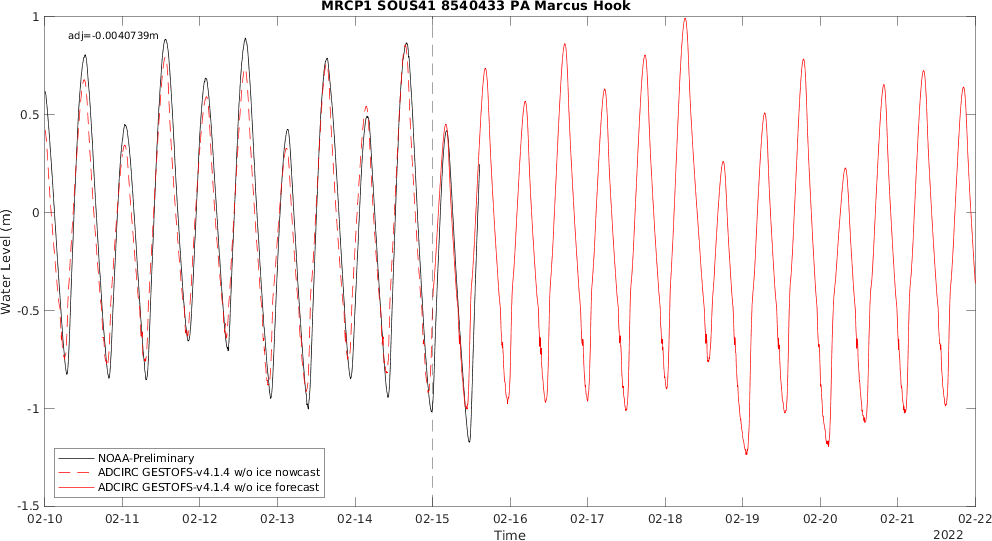 MRCP1 SOUS41 8540433 PA Marcus Hook
adj=-0.0040739m
1
0.5
0
-0.5
-1
-1.5
Water Level (m)
NOAA-Preliminary
ADCIRC GESTOFS-v4.1.4 w/o ice nowcast
ADCIRC GESTOFS-v4.1.4 w/o ice forecast
02-10 02-11 02-12 02-13 02-14 02-15 02-16 02-17 02-18 02-19 02-20 02-21 02-22
Time
2022